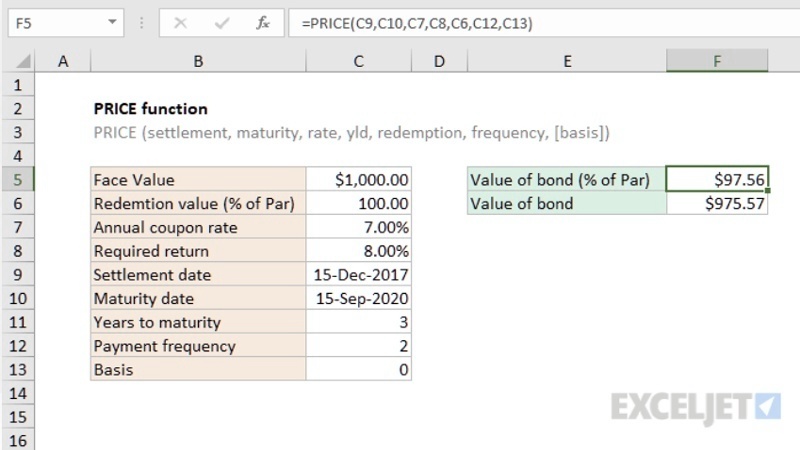 F5 fx =PRICE(C9,C10,C7,C8,C6,C12,C13)
A B C D E F
1
2 PRICE function
3 PRICE (settlement, maturity, rate, yld, redemption, frequency, [basis])
4
5 Face Value $1,000.00 Value of bond (% of Par) $97.56
6 Redemtion value (% of Par) 100.00 Value of bond $975.57
7 Annual coupon rate 7.00%
8 Required return 8.00%
9 Settlement date 15-Dec-2017
10 Maturity date 15-Sep-2020
11 Years to maturity 3
12 Payment frequency 2
13 Basis 0
14
15 EXCELJET
16